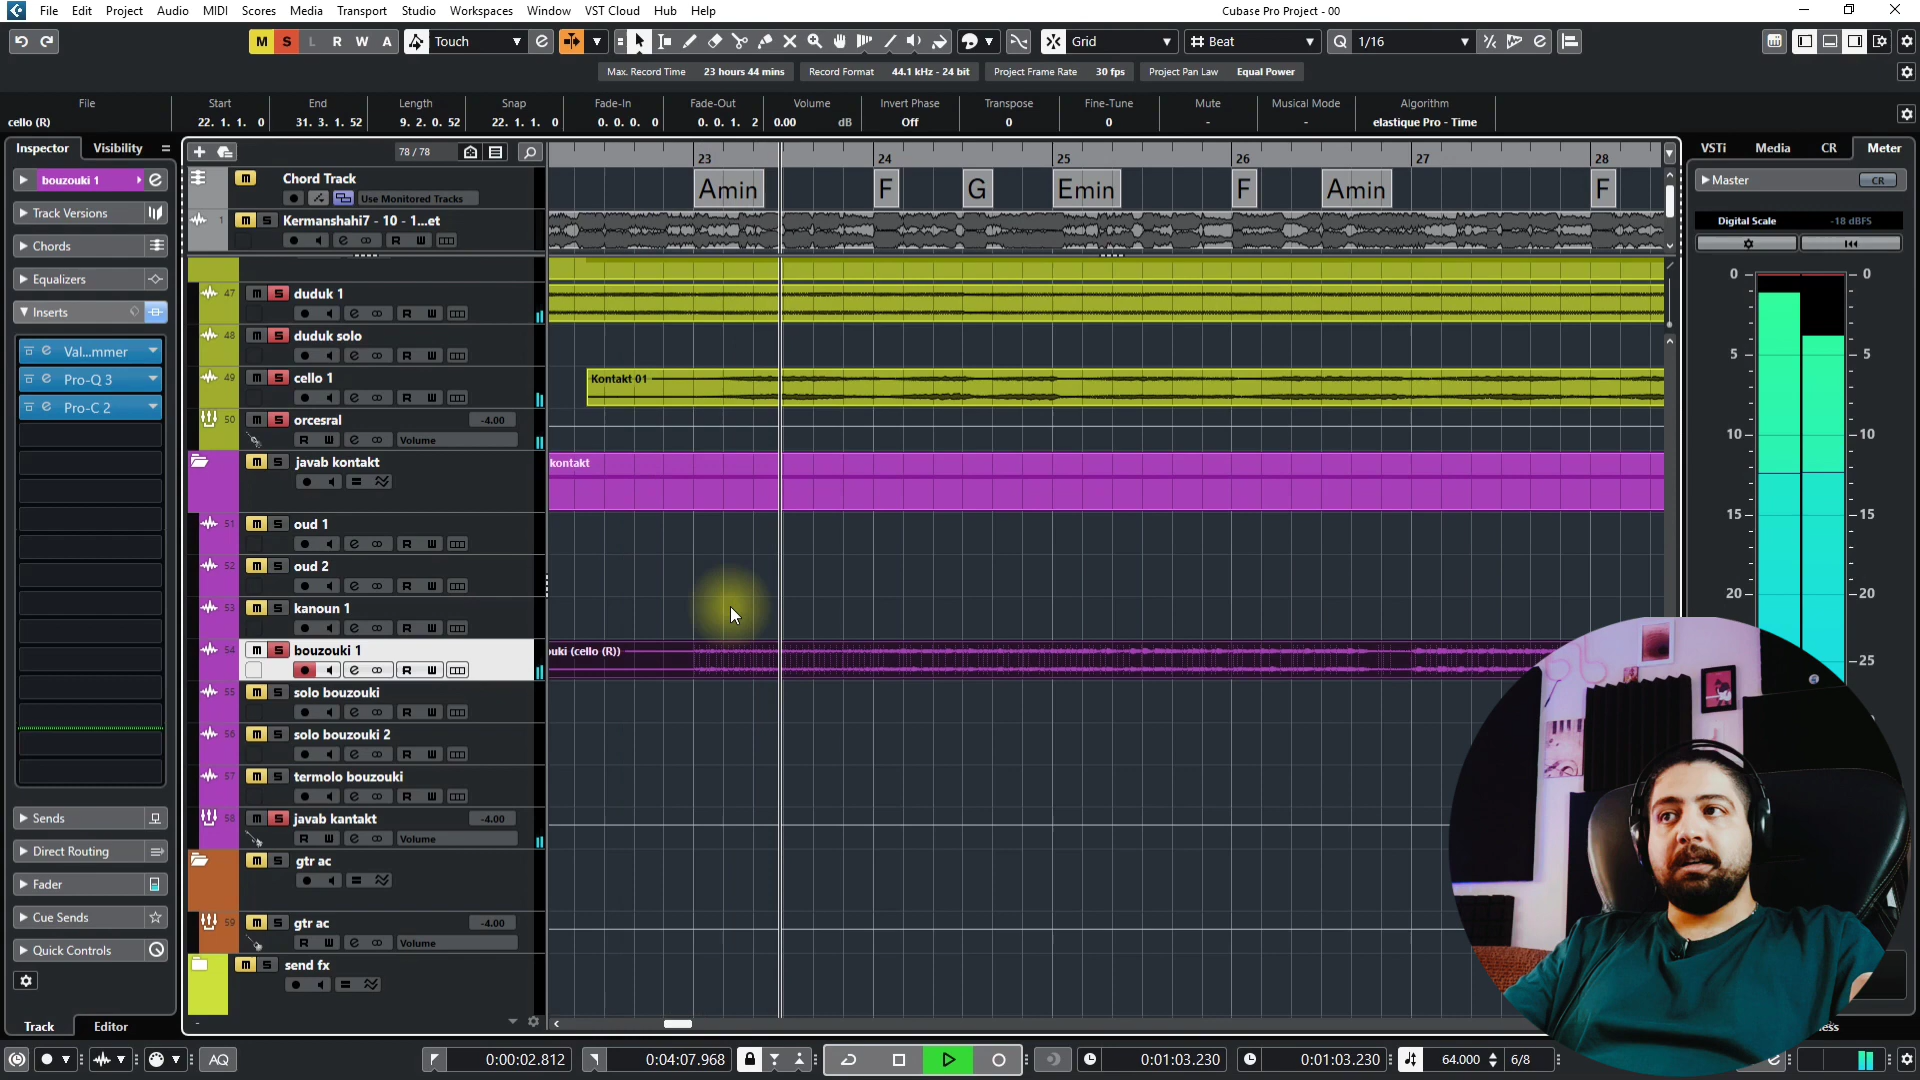 File Edit Project Audio MIDI Scores Media Transport Studio Workspaces Window VST Cloud Hub Help
Cubase Pro Project - 00
M S L R W A Touch Grid Beat Q 1/16
Max. Record Time 23 hours 44 mins Record Format 44.1 kHz - 24 bit Project Frame Rate 30 fps Project Pan Law Equal Power
File Start End Length Snap Fade-In Fade-Out Volume Invert Phase Transpose Fine-Tune Mute Musical Mode Algorithm
cello (R) 22. 1. 1. 0 31. 3. 1. 52 9. 2. 0. 52 22. 1. 1. 0 0. 0. 0. 0 0. 0. 1. 2 0.00 dB Off 0 0 - - elastique Pro - Time
Inspector Visibility
78 / 78
23 24 25 26 27 28
VSTi Media CR Meter
bouzouki 1
Track Versions
Chords
Equalizers
Inserts
Val...mmer
Pro-Q 3
Pro-C 2
Sends
Direct Routing
Fader
Cue Sends
Quick Controls
Track Editor
Chord Track
Use Monitored Tracks
Amin F G Emin F Amin F
1 Kermanshahi7 - 10 - 1...et
47 duduk 1
48 duduk solo
49 cello 1
Kontakt 01
50 orcesral -4.00
R W Volume
javab kontakt
kontakt
51 oud 1
52 oud 2
53 kanoun 1
54 bouzouki 1
uki (cello (R))
55 solo bouzouki
56 solo bouzouki 2
57 termolo bouzouki
58 javab kantakt -4.00
R W Volume
gtr ac
59 gtr ac -4.00
R W Volume
send fx
Master CR
Digital Scale -18 dBFS
0 0
5 5
10 10
15 15
20 20
25
AQ 0:00:02.812 0:04:07.968 0:01:03.230 0:01:03.230 64.000 6/8